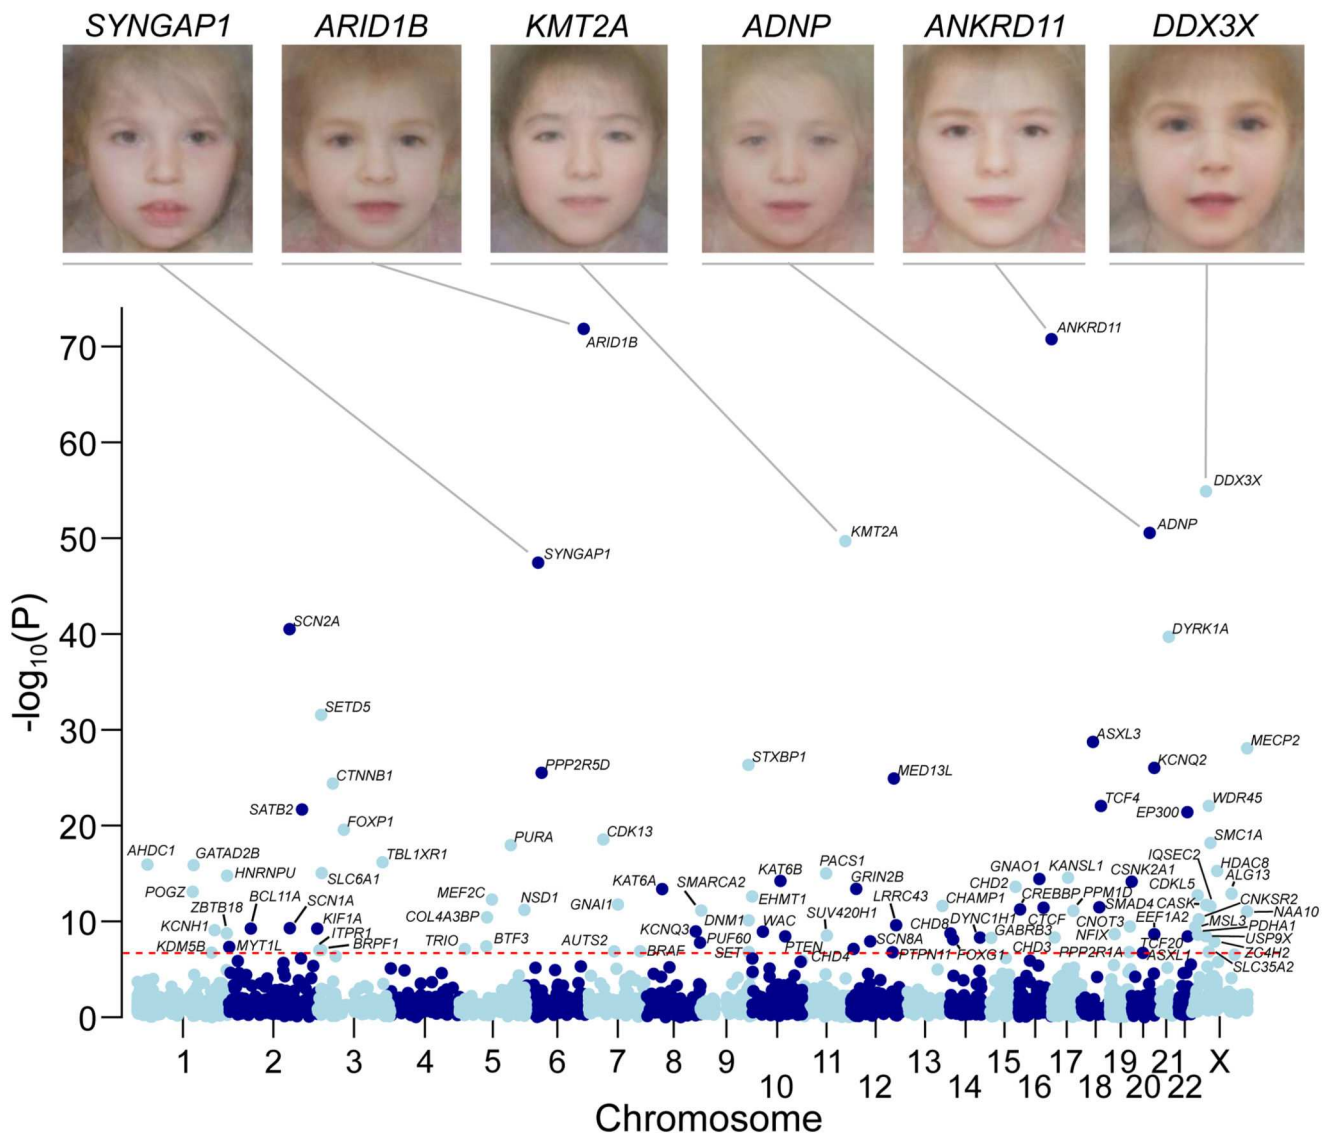 SYNGAP1 ARID1B KMT2A ADNP ANKRD11 DDX3X
70
60
50
40
30
20
10
0
-log10(P)
ARID1B
ANKRD11
DDX3X
ADNP
KMT2A
SYNGAP1
SCN2A
DYRK1A
SETD5
ASXL3
MECP2
STXBP1
KCNQ2
PPP2R5D
MED13L
CTNNB1
SATB2
TCF4
WDR45
EP300
FOXP1
CDK13
PURA
SMC1A
AHDC1
GATAD2B
TBL1XR1
HNRNPU
SLC6A1
POGZ
ZBTB18
BCL11A
SCN1A
KCNH1
KIF1A
ITPR1
KDM5B
MYT1L
BRPF1
MEF2C
NSD1
COL4A3BP
TRIO
BTF3
GNAI1
AUTS2
BRAF
KAT6A
SMARCA2
KCNQ3
DNM1
PUF60
SET
KAT6B
EHMT1
WAC
PTEN
PACS1
GRIN2B
SUV420H1
LRRC43
CHD4
SCN8A
PTPN11
CHAMP1
CHD8
DYNC1H1
FOXG1
GNAO1
KANSL1
CHD2
CREBBP
PPM1D
GABRB3
CTCF
CHD3
CSNK2A1
SMAD4
CNOT3
NFIX
EEF1A2
PPP2R1A
TCF20
ASXL1
IQSEC2
HDAC8
ALG13
CDKL5
CASK
CNKSR2
NAA10
MSL3
PDHA1
USP9X
ZC4H2
SLC35A2
1 2 3 4 5 6 7 8 9 11 13 15 17 19 21 X
10 12 14 16 18 20 22
Chromosome